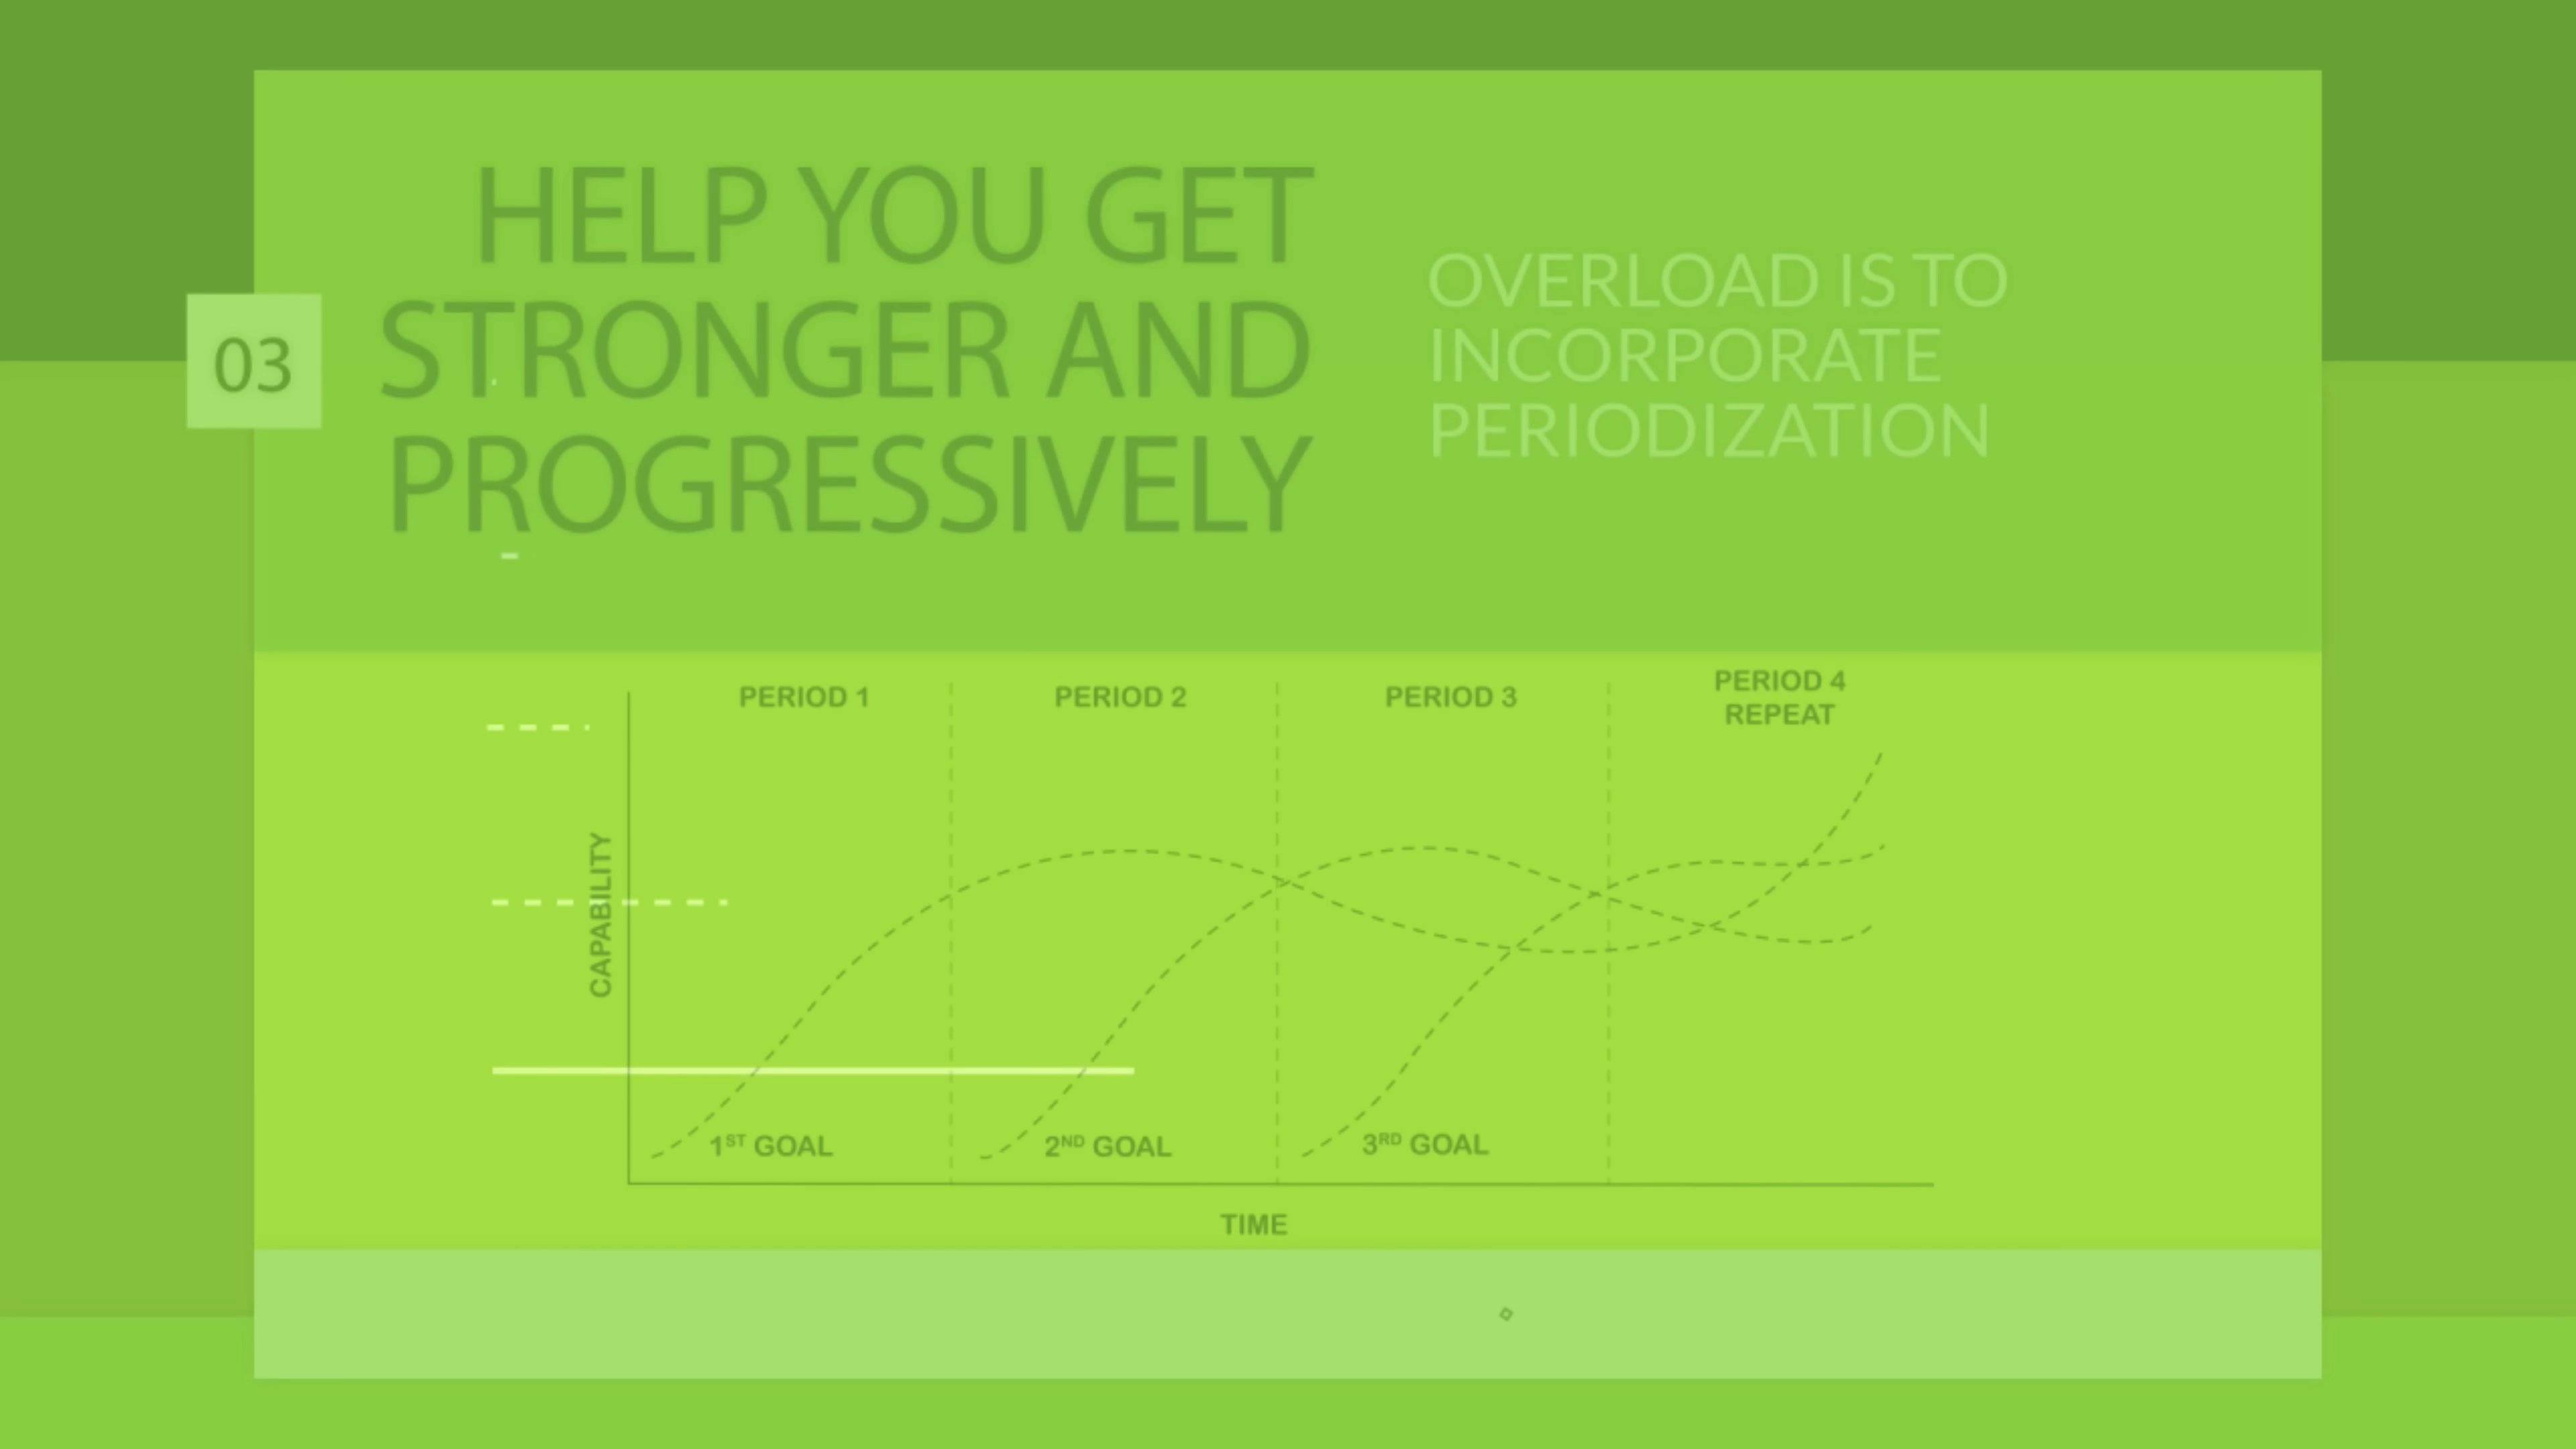 HELP YOU GET
STRONGER AND
PROGRESSIVELY
03
OVERLOAD IS TO
INCORPORATE
PERIODIZATION
PERIOD 1
PERIOD 2
PERIOD 3
PERIOD 4
REPEAT
CAPABILITY
1ST GOAL
2ND GOAL
3RD GOAL
TIME